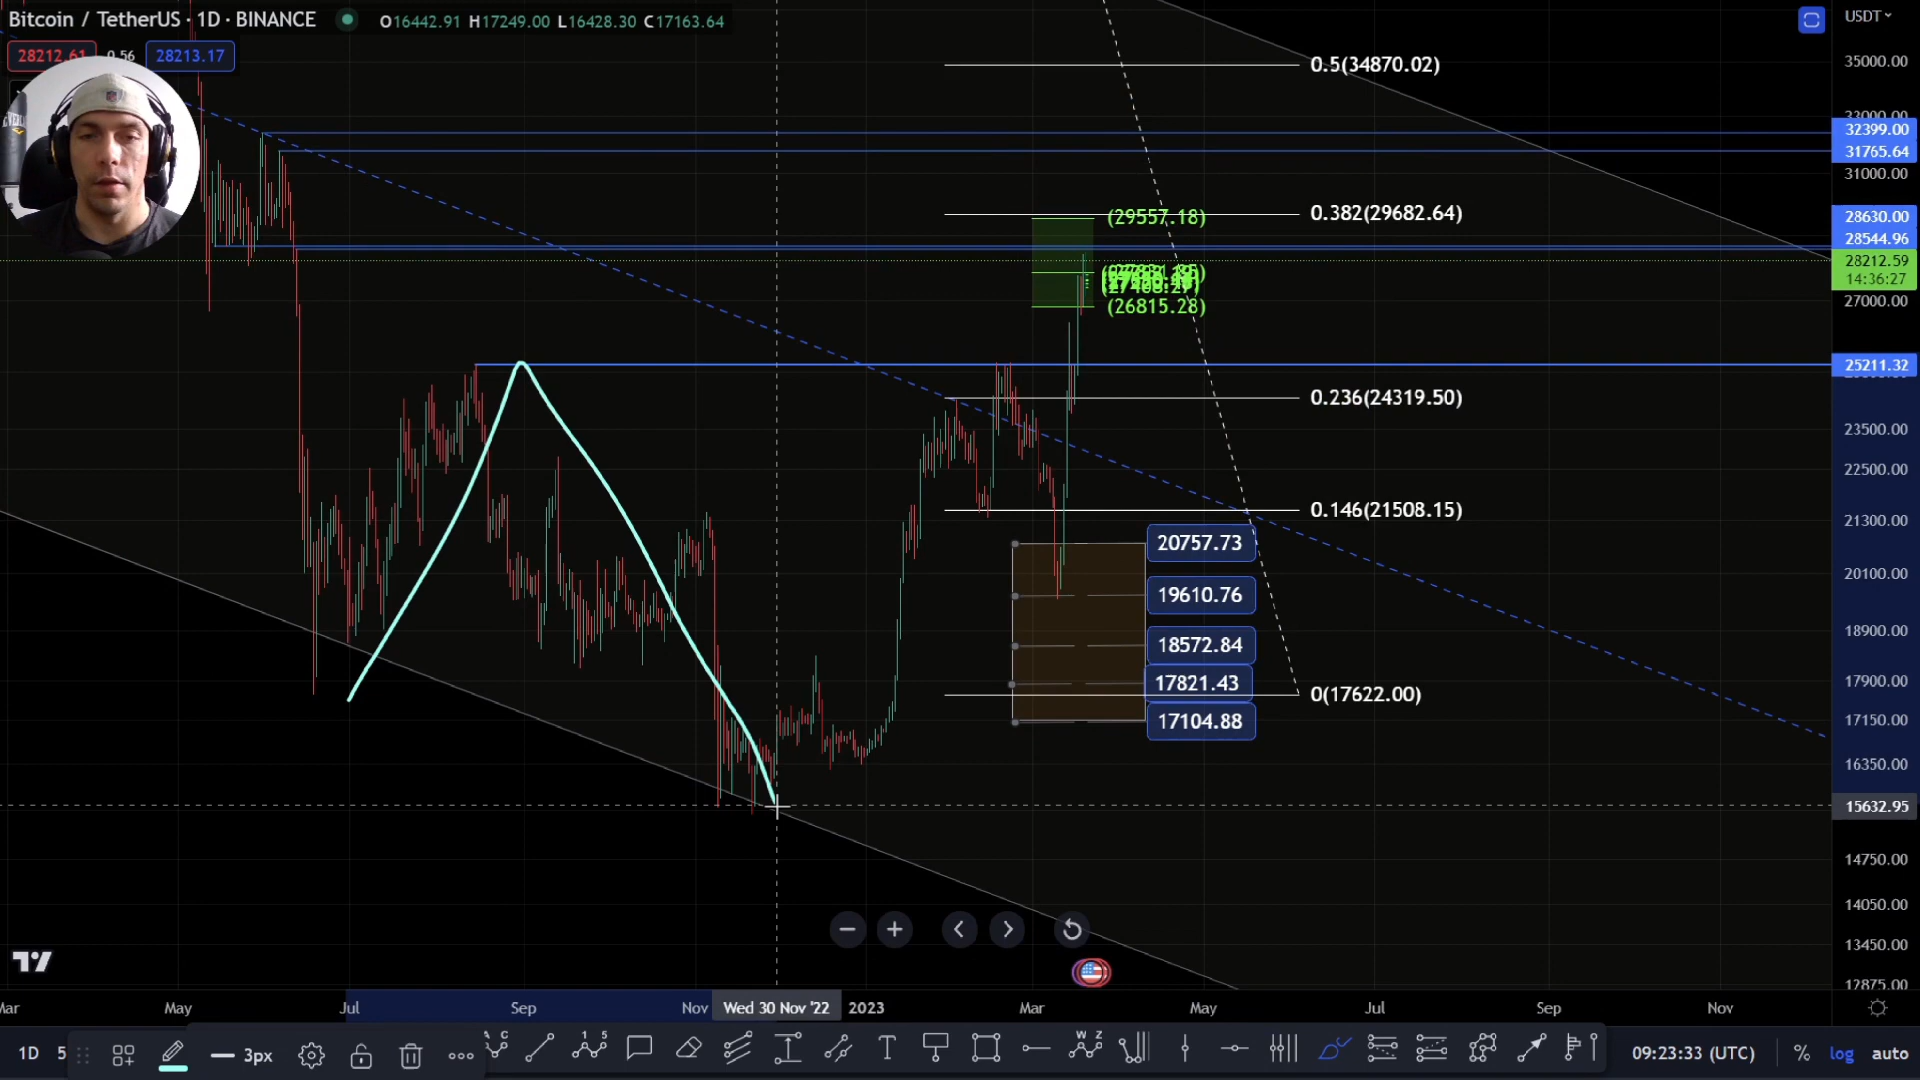 Bitcoin / TetherUS · 1D · BINANCE
O16442.91 H17249.00 L16428.30 C17163.64
USDT
28212.61
0.56
28213.17
35000.00
0.5(34870.02)
33000.00
32399.00
31765.64
31000.00
0.382(29682.64)
(29557.18)
28630.00
28544.96
28212.59
14:36:27
27000.00
(26815.28)
25211.32
0.236(24319.50)
23500.00
22500.00
0.146(21508.15)
21300.00
20757.73
20100.00
19610.76
18900.00
18572.84
17900.00
17821.43
0(17622.00)
17150.00
17104.88
16350.00
15632.95
14750.00
14050.00
13450.00
12875.00
Mar
May
Jul
Sep
Nov
Wed 30 Nov '22
2023
Mar
May
Jul
Sep
Nov
1D
5
3px
09:23:33 (UTC)
%
log
auto